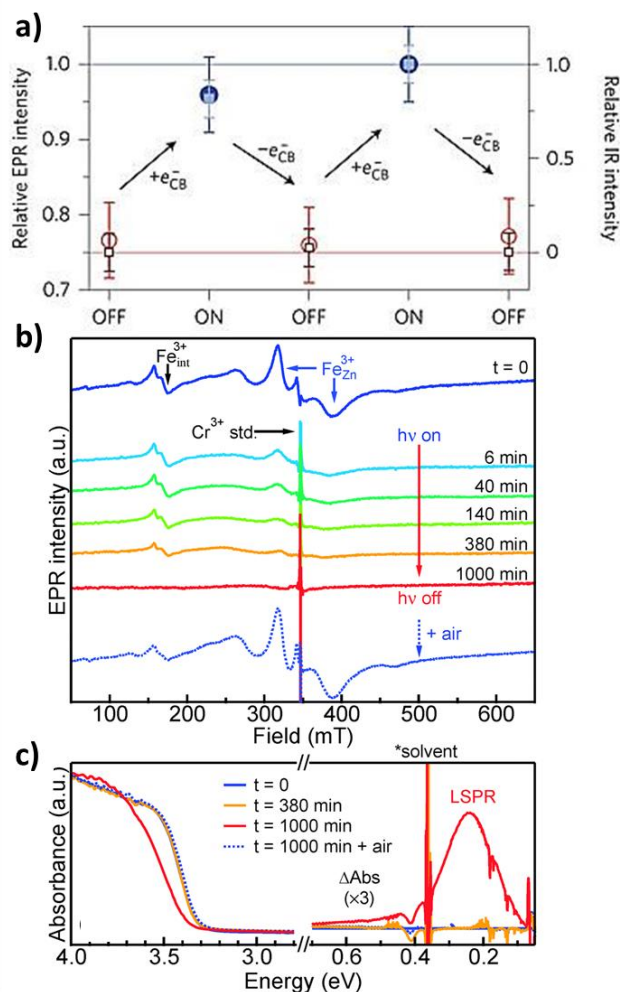 a)
Relative EPR intensity
1.0
0.9
0.8
0.7
+e⁻CB
−e⁻CB
+e⁻CB
−e⁻CB
1.0
0.5
0
Relative IR intensity
OFF ON OFF ON OFF
b)
EPR intensity (a.u.)
Fe³⁺int
Fe³⁺Zn
t = 0
Cr³⁺ std.
hν on
6 min
40 min
140 min
380 min
1000 min
hν off
+ air
100 200 300 400 500 600
Field (mT)
c)
*solvent
Absorbance (a.u.)
t = 0
t = 380 min
t = 1000 min
t = 1000 min + air
LSPR
ΔAbs
(×3)
4.0 3.5 3.0 // 0.6 0.4 0.2
Energy (eV)